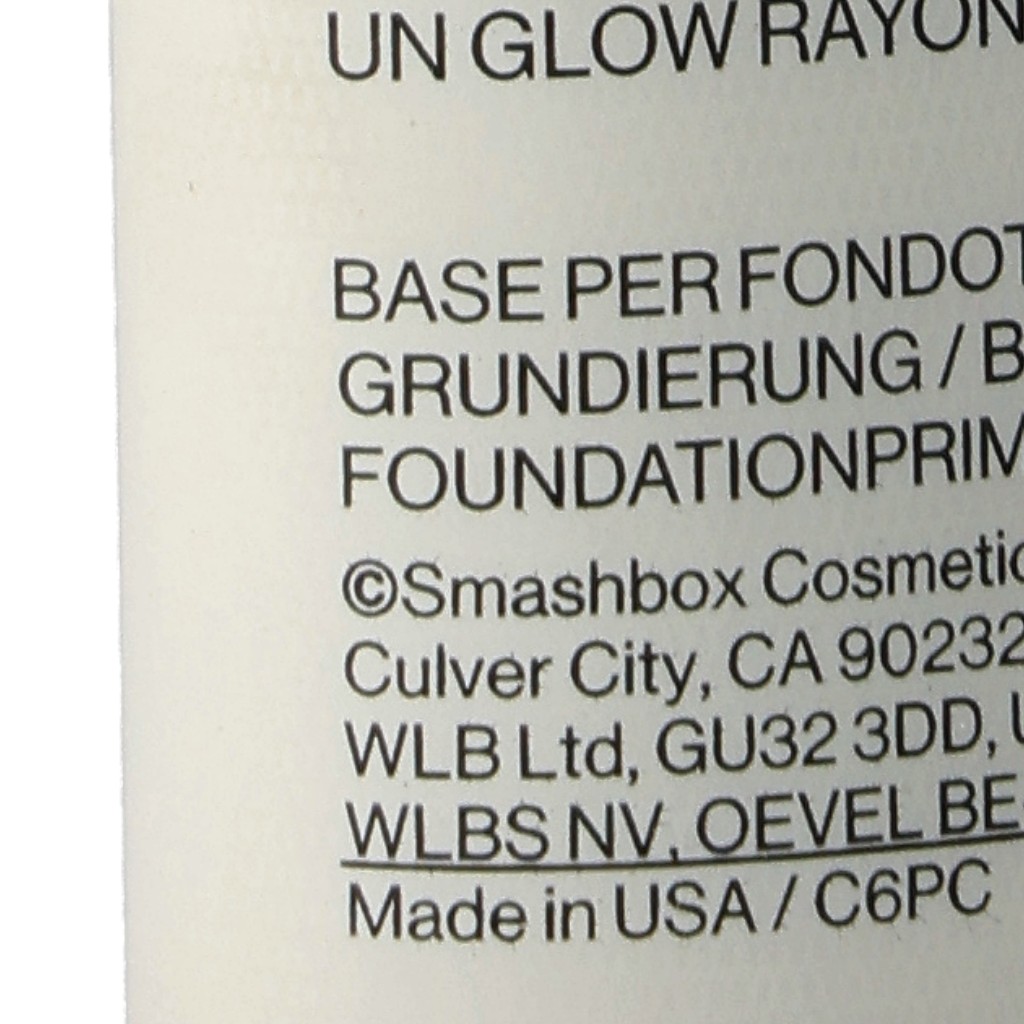 UN GLOW RAYON
BASE PER FONDOT
GRUNDIERUNG / B
FOUNDATIONPRIM
©Smashbox Cosmetic
Culver City, CA 90232
WLB Ltd, GU32 3DD, U
WLBS NV, OEVEL BE
Made in USA / C6PC